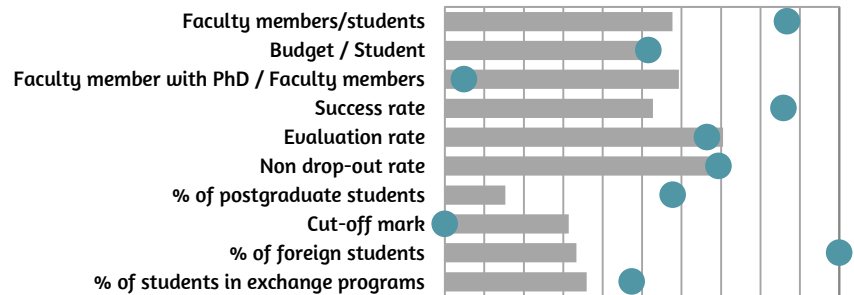 Faculty members/students
Budget / Student
Faculty member with PhD / Faculty members
Success rate
Evaluation rate
Non drop-out rate
% of postgraduate students
Cut-off mark
% of foreign students
% of students in exchange programs